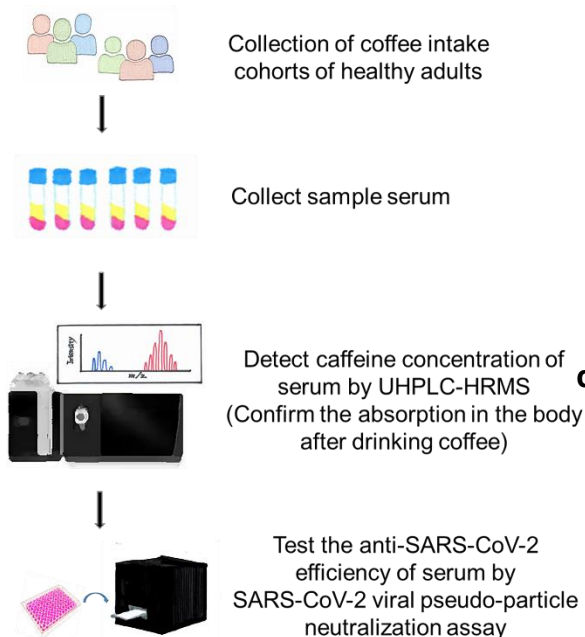 Collection of coffee intake
cohorts of healthy adults
Collect sample serum
Intensity
m/z
Detect caffeine concentration of
serum by UHPLC-HRMS
(Confirm the absorption in the body
after drinking coffee)
Test the anti-SARS-CoV-2
efficiency of serum by
SARS-CoV-2 viral pseudo-particle
neutralization assay